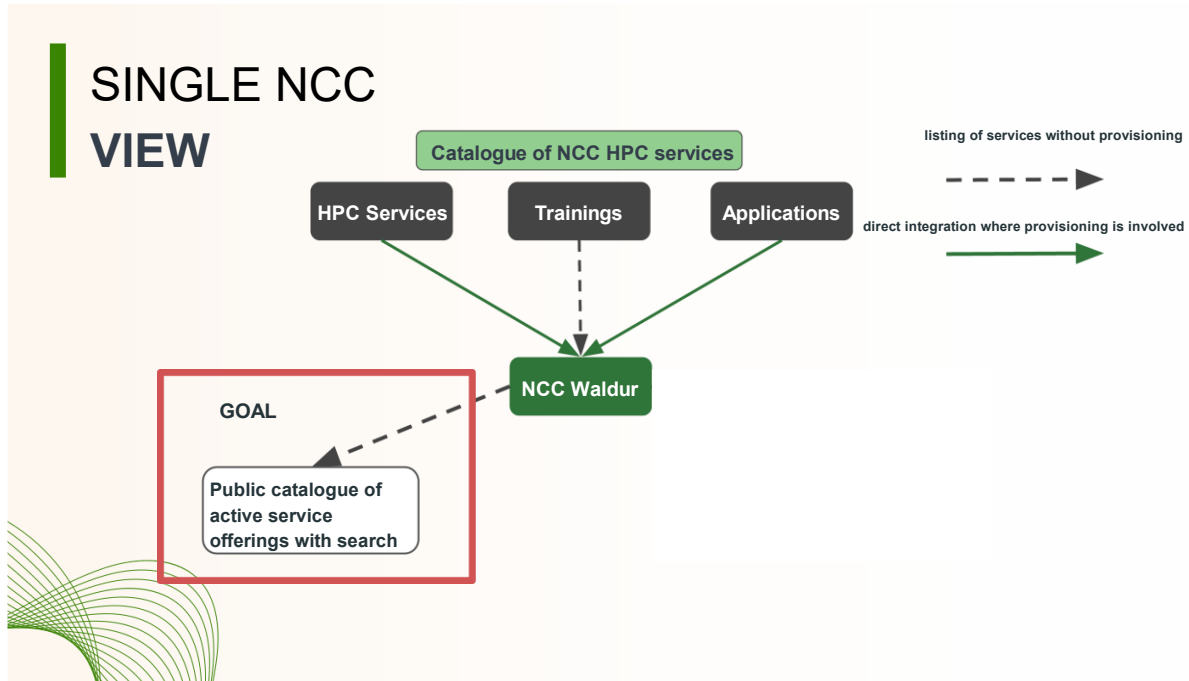 SINGLE NCC
VIEW
Catalogue of NCC HPC services
listing of services without provisioning
HPC Services
Trainings
Applications
direct integration where provisioning is involved
NCC Waldur
GOAL
Public catalogue of
active service
offerings with search